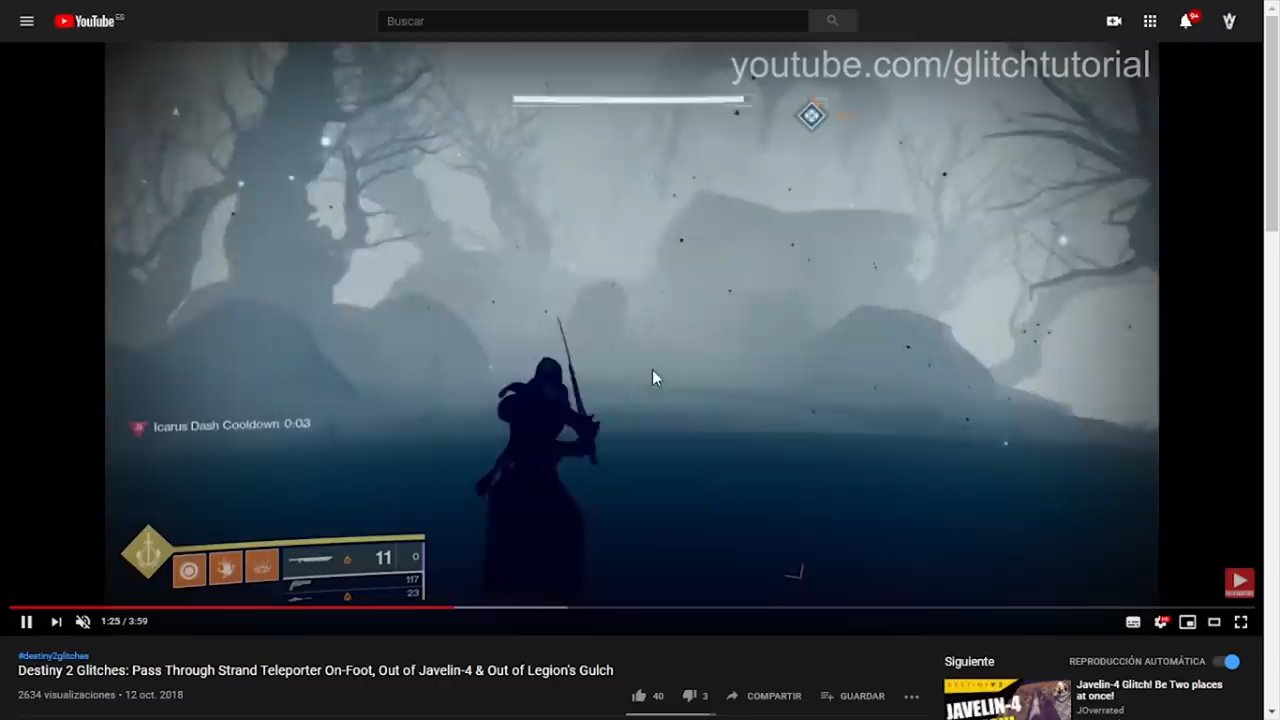 YouTube ES
Buscar
9+
youtube.com/glitchtutorial
Icarus Dash Cooldown 0:03
11 0
117
23
1:25 / 3:59
#destiny2glitches
Destiny 2 Glitches: Pass Through Strand Teleporter On-Foot, Out of Javelin-4 & Out of Legion's Gulch
2634 visualizaciones • 12 oct. 2018
40
3
COMPARTIR
GUARDAR
Siguiente
REPRODUCCIÓN AUTOMÁTICA
JAVELIN-4
Javelin-4 Glitch! Be Two places
at once!
JOverrated